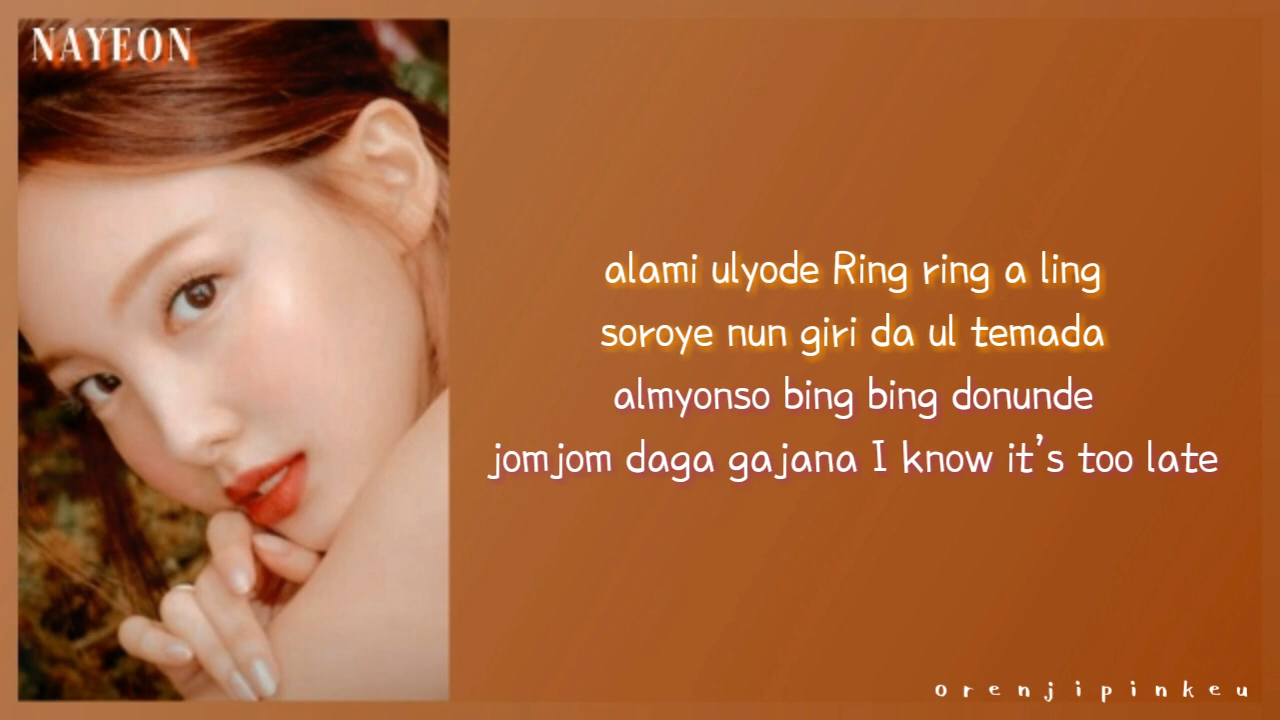 NAYEON
alami ulyode Ring ring a ling
soroye nun giri da ul temada
almyonso bing bing donunde
jomjom daga gajana I know it's too late
orenjipinkeu